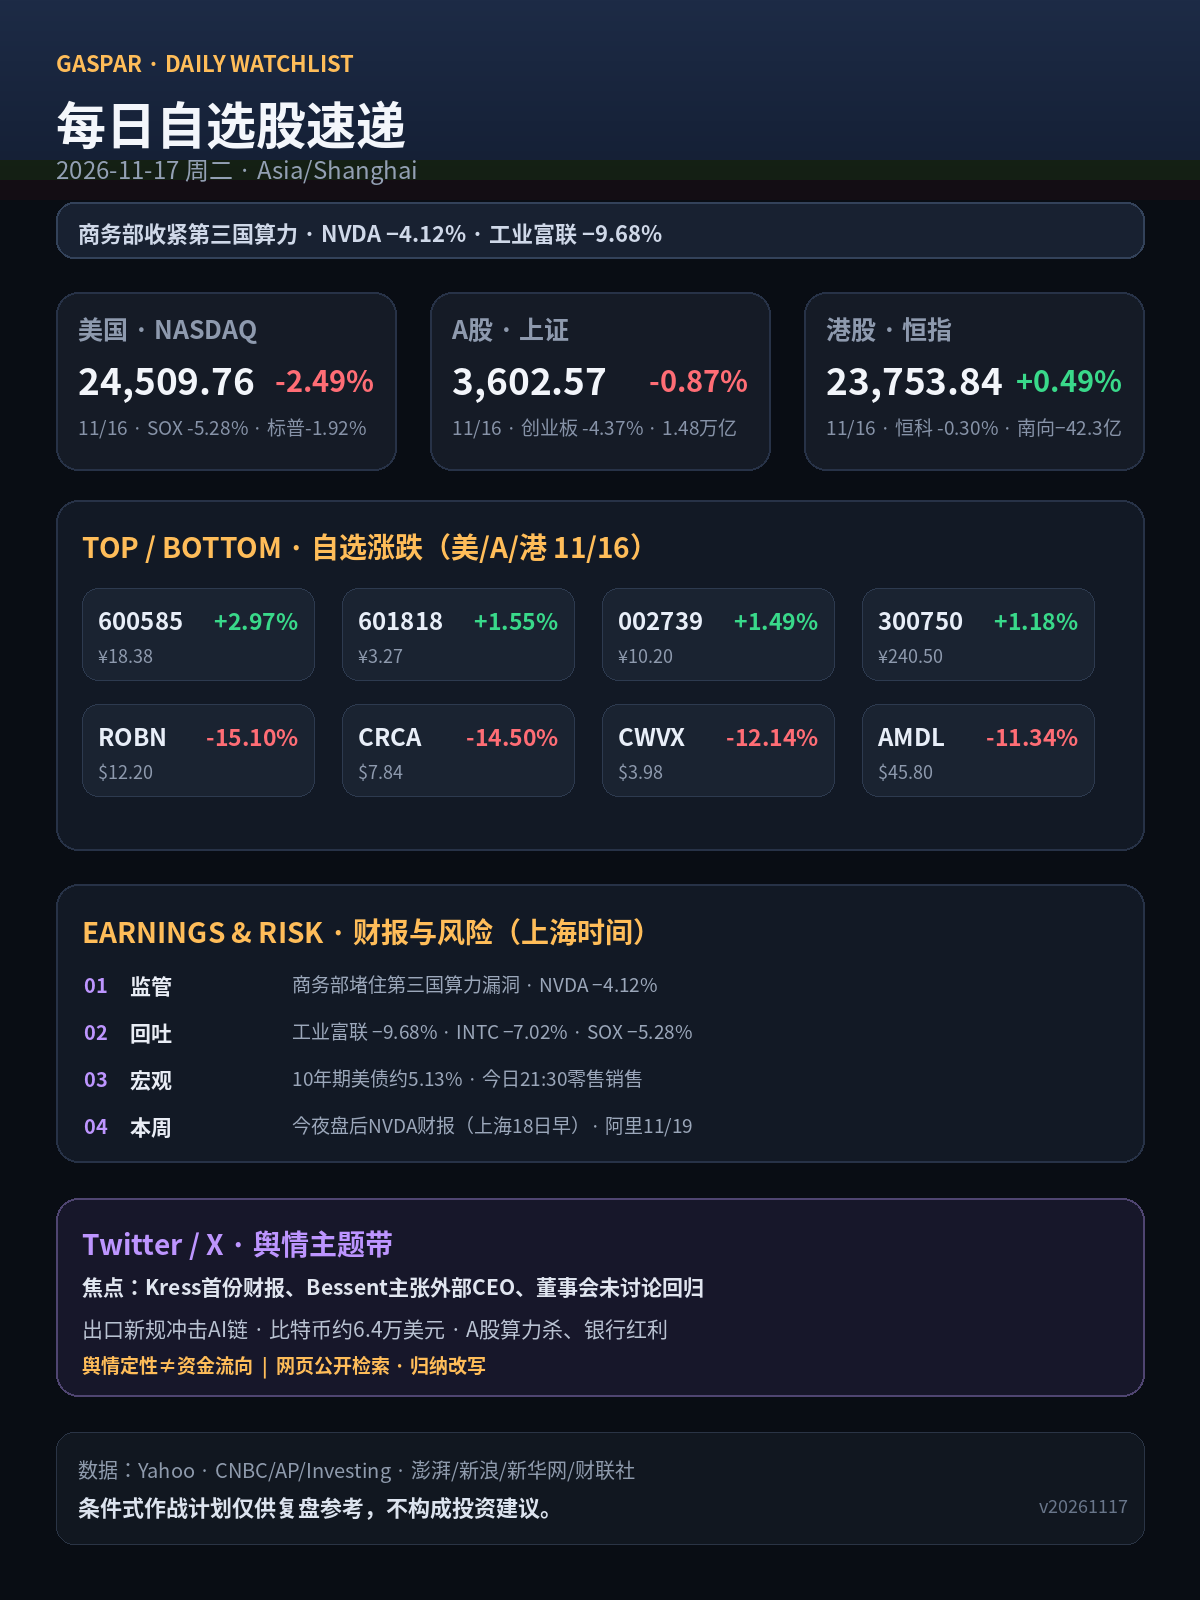 GASPAR · DAILY WATCHLIST
每日自选股速递
2026-11-17 周二 · Asia/Shanghai
商务部收紧第三国算力 · NVDA −4.12% · 工业富联 −9.68%
美国 · NASDAQ
24,509.76 -2.49%
11/16 · SOX -5.28% · 标普-1.92%
A股 · 上证
3,602.57 -0.87%
11/16 · 创业板 -4.37% · 1.48万亿
港股 · 恒指
23,753.84 +0.49%
11/16 · 恒科 -0.30% · 南向−42.3亿
TOP / BOTTOM · 自选涨跌（美/A/港 11/16）
600585 +2.97%
¥18.38
601818 +1.55%
¥3.27
002739 +1.49%
¥10.20
300750 +1.18%
¥240.50
ROBN -15.10%
$12.20
CRCA -14.50%
$7.84
CWVX -12.14%
$3.98
AMDL -11.34%
$45.80
EARNINGS & RISK · 财报与风险（上海时间）
01 监管 商务部堵住第三国算力漏洞 · NVDA −4.12%
02 回吐 工业富联 −9.68% · INTC −7.02% · SOX −5.28%
03 宏观 10年期美债约5.13% · 今日21:30零售销售
04 本周 今夜盘后NVDA财报（上海18日早）· 阿里11/19
Twitter / X · 舆情主题带
焦点：Kress首份财报、Bessent主张外部CEO、董事会未讨论回归
出口新规冲击AI链 · 比特币约6.4万美元 · A股算力杀、银行红利
舆情定性≠资金流向 | 网页公开检索 · 归纳改写
数据：Yahoo · CNBC/AP/Investing · 澎湃/新浪/新华网/财联社
条件式作战计划仅供复盘参考，不构成投资建议。
v20261117